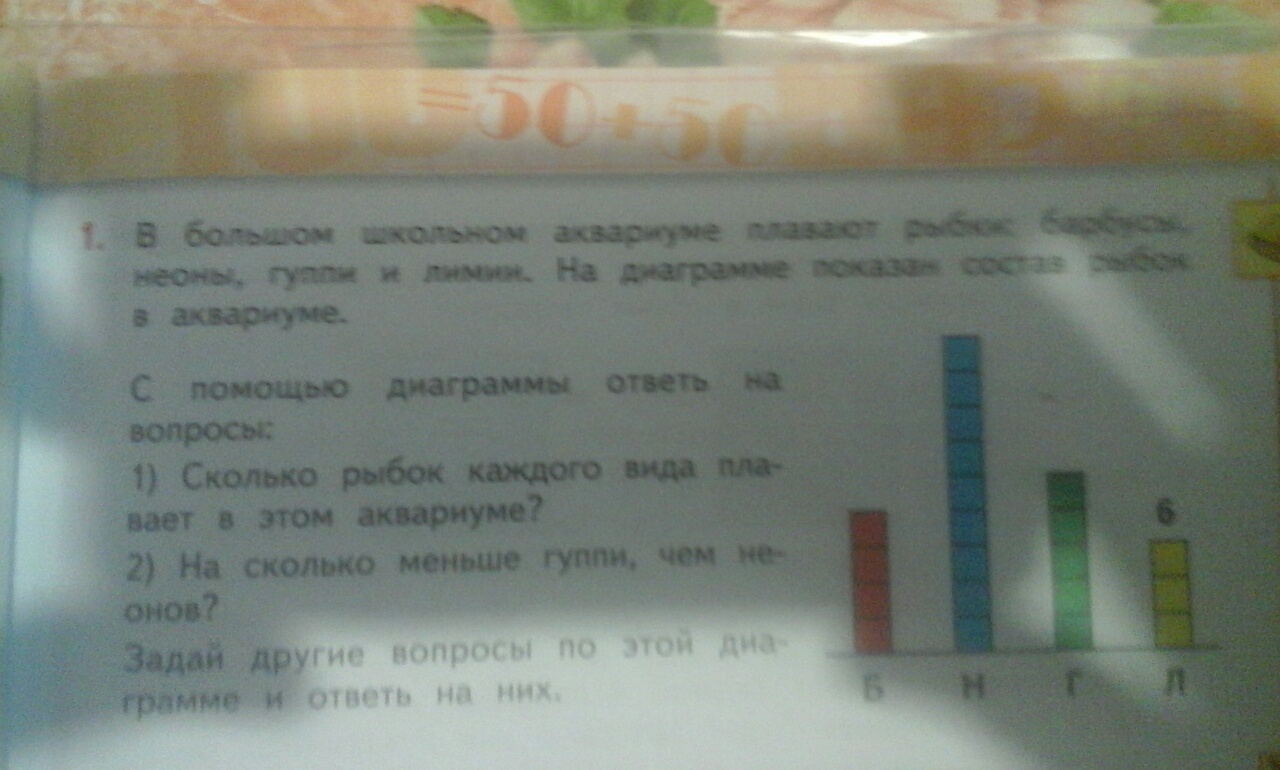 =50+50
1. В большом школьном аквариуме плавают рыбки: барбусы,
неоны, гуппи и лимии. На диаграмме показан состав рыбок
в аквариуме.
С помощью диаграммы ответь на
вопросы:
1) Сколько рыбок каждого вида пла-
вает в этом аквариуме?
2) На сколько меньше гуппи, чем не-
онов?
Задай другие вопросы по этой диа-
грамме и ответь на них.
6
Б Н Г Л